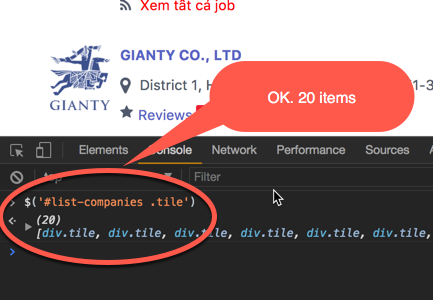 Xem tất cả job
GIANTY CO., LTD
GIANTY
District 1, H
1-3
Reviews
OK. 20 items
Elements
Console
Network
Performance
Sources
top
Filter
$('#list-companies .tile')
(20)
[div.tile, div.tile, div.tile, div.tile, div.tile, div.tile,